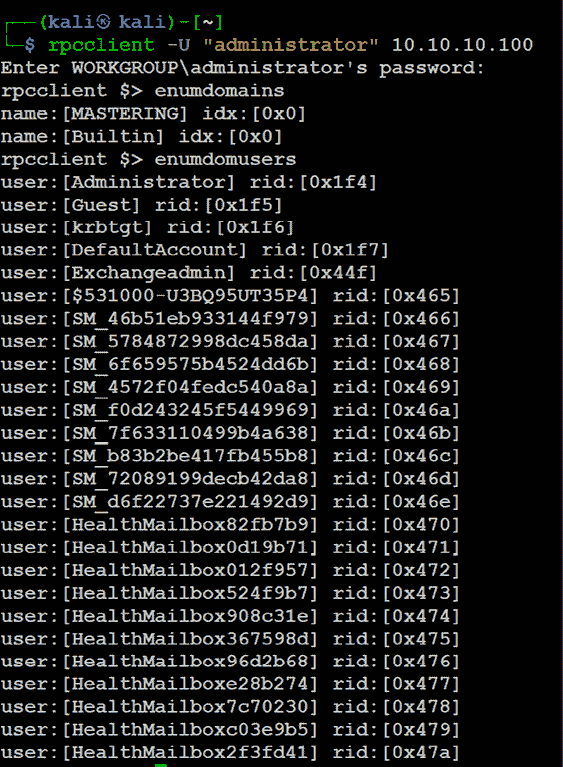 ┌──(kali㉿kali)-[~]
└─$ rpcclient -U "administrator" 10.10.10.100
Enter WORKGROUP\administrator's password:
rpcclient $> enumdomains
name:[MASTERING] idx:[0x0]
name:[Builtin] idx:[0x0]
rpcclient $> enumdomusers
user:[Administrator] rid:[0x1f4]
user:[Guest] rid:[0x1f5]
user:[krbtgt] rid:[0x1f6]
user:[DefaultAccount] rid:[0x1f7]
user:[Exchangeadmin] rid:[0x44f]
user:[$531000-U3BQ95UT35P4] rid:[0x465]
user:[SM_46b51eb933144f979] rid:[0x466]
user:[SM_5784872998dc458da] rid:[0x467]
user:[SM_6f659575b4524dd6b] rid:[0x468]
user:[SM_4572f04fedc540a8a] rid:[0x469]
user:[SM_f0d243245f5449969] rid:[0x46a]
user:[SM_7f633110499b4a638] rid:[0x46b]
user:[SM_b83b2be417fb455b8] rid:[0x46c]
user:[SM_72089199decb42da8] rid:[0x46d]
user:[SM_d6f22737e221492d9] rid:[0x46e]
user:[HealthMailbox82fb7b9] rid:[0x470]
user:[HealthMailbox0d19b71] rid:[0x471]
user:[HealthMailbox012f957] rid:[0x472]
user:[HealthMailbox524f9b7] rid:[0x473]
user:[HealthMailbox908c31e] rid:[0x474]
user:[HealthMailbox367598d] rid:[0x475]
user:[HealthMailbox96d2b68] rid:[0x476]
user:[HealthMailboxe28b274] rid:[0x477]
user:[HealthMailbox7c70230] rid:[0x478]
user:[HealthMailboxc03e9b5] rid:[0x479]
user:[HealthMailbox2f3fd41] rid:[0x47a]